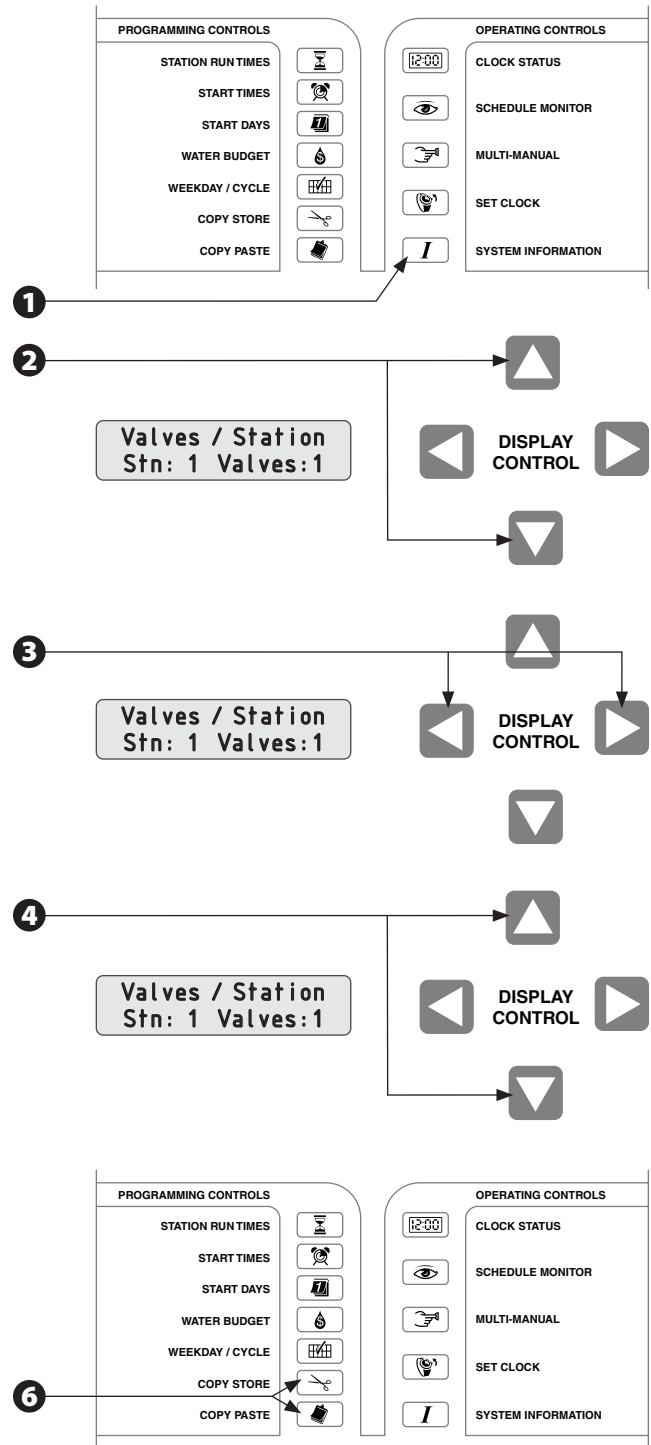 PROGRAMMING CONTROLS
STATION RUN TIMES
START TIMES
START DAYS
WATER BUDGET
WEEKDAY / CYCLE
COPY STORE
COPY PASTE
OPERATING CONTROLS
12:00 CLOCK STATUS
SCHEDULE MONITOR
MULTI-MANUAL
SET CLOCK
I SYSTEM INFORMATION
1
2
Valves / Station
Stn: 1 Valves:1
DISPLAY
CONTROL
3
Valves / Station
Stn: 1 Valves:1
DISPLAY
CONTROL
4
Valves / Station
Stn: 1 Valves:1
DISPLAY
CONTROL
PROGRAMMING CONTROLS
STATION RUN TIMES
START TIMES
START DAYS
1
WATER BUDGET
$
WEEKDAY / CYCLE
COPY STORE
COPY PASTE
6
OPERATING CONTROLS
12:00 CLOCK STATUS
SCHEDULE MONITOR
MULTI-MANUAL
SET CLOCK
I SYSTEM INFORMATION